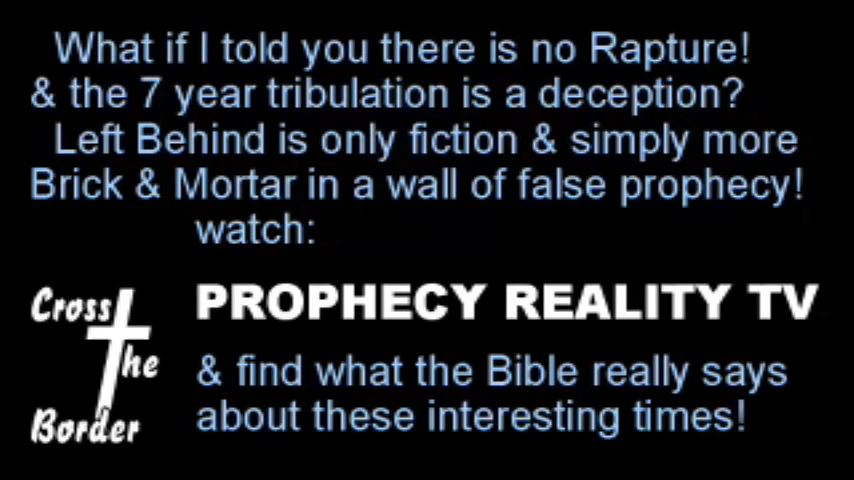 What if I told you there is no Rapture!
& the 7 year tribulation is a deception?
Left Behind is only fiction & simply more
Brick & Mortar in a wall of false prophecy!
watch:
PROPHECY REALITY TV
Cross
The
Border
& find what the Bible really says
about these interesting times!